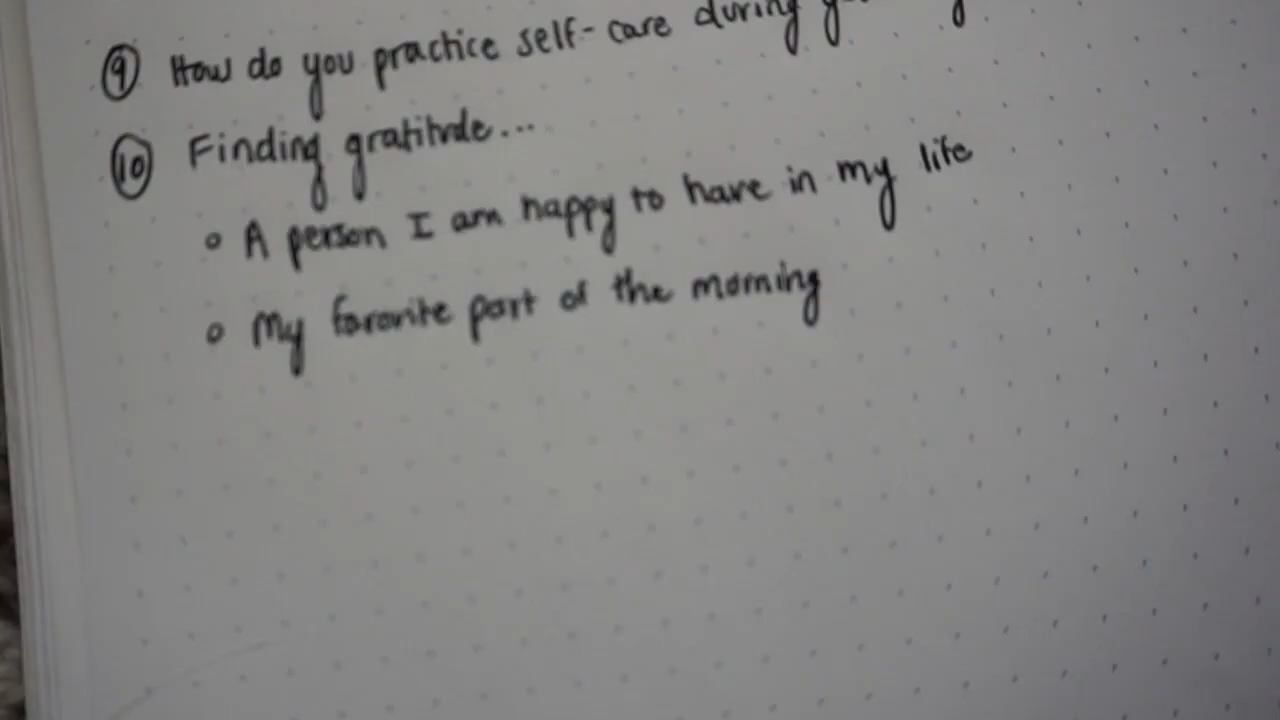 ⑨ How do you practice self-care during
⑩ Finding gratitude...
○ A person I am happy to have in my life
○ My favorite part of the morning